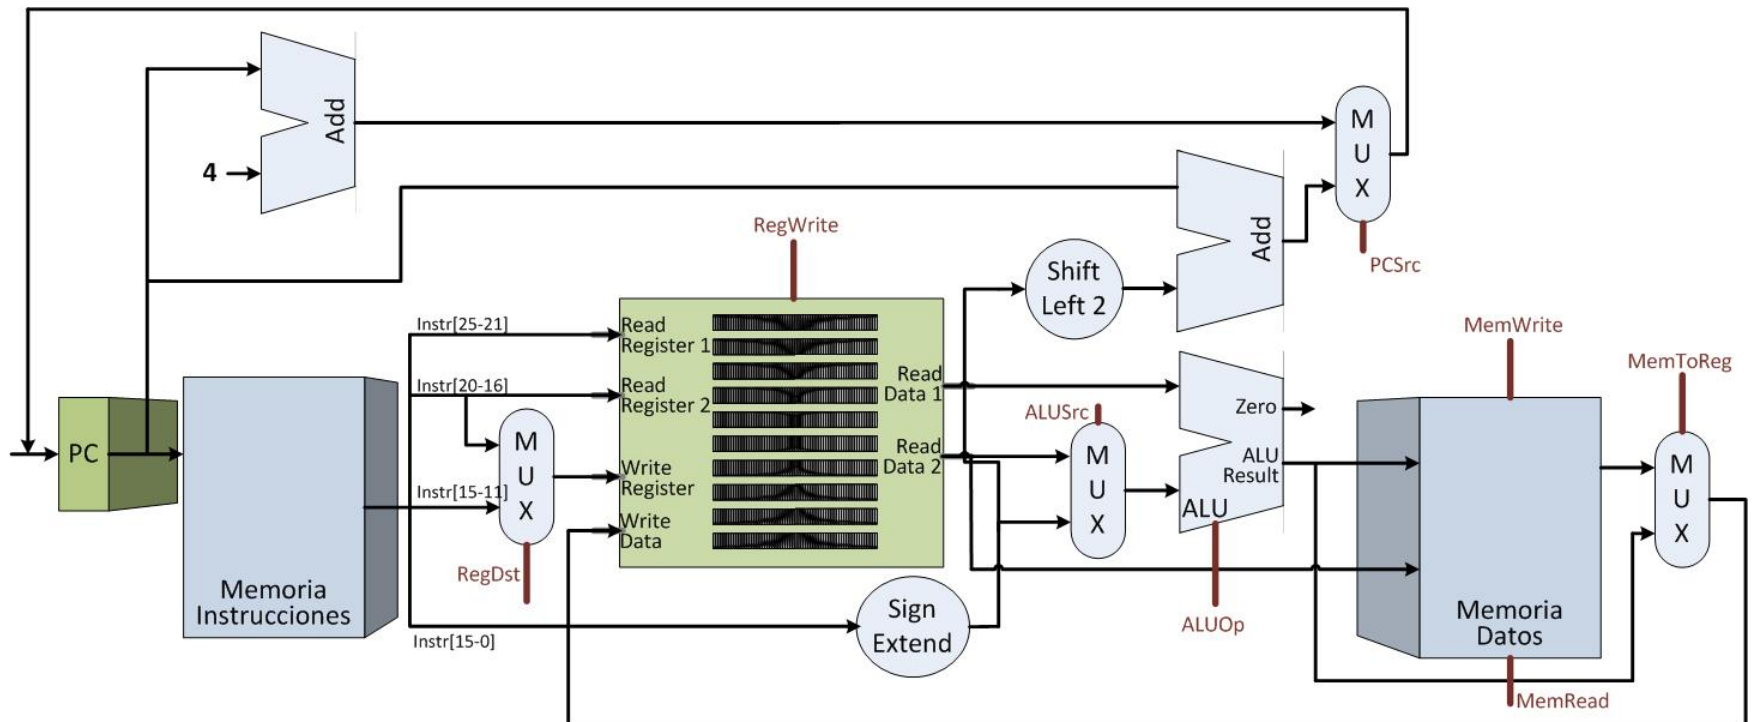 Add
4
M
U
X
PCSrc
Add
Shift
Left 2
RegWrite
Instr[25-21]
Read
Register 1
Instr[20-16]
Read
Register 2
Read
Data 1
Read
Data 2
Write
Register
Write
Data
Instr[15-11]
M
U
X
RegDst
PC
Memoria
Instrucciones
Instr[15-0]
Sign
Extend
ALUSrc
M
U
X
Zero
ALU
Result
ALU
ALUOp
MemWrite
Memoria
Datos
MemRead
MemToReg
M
U
X